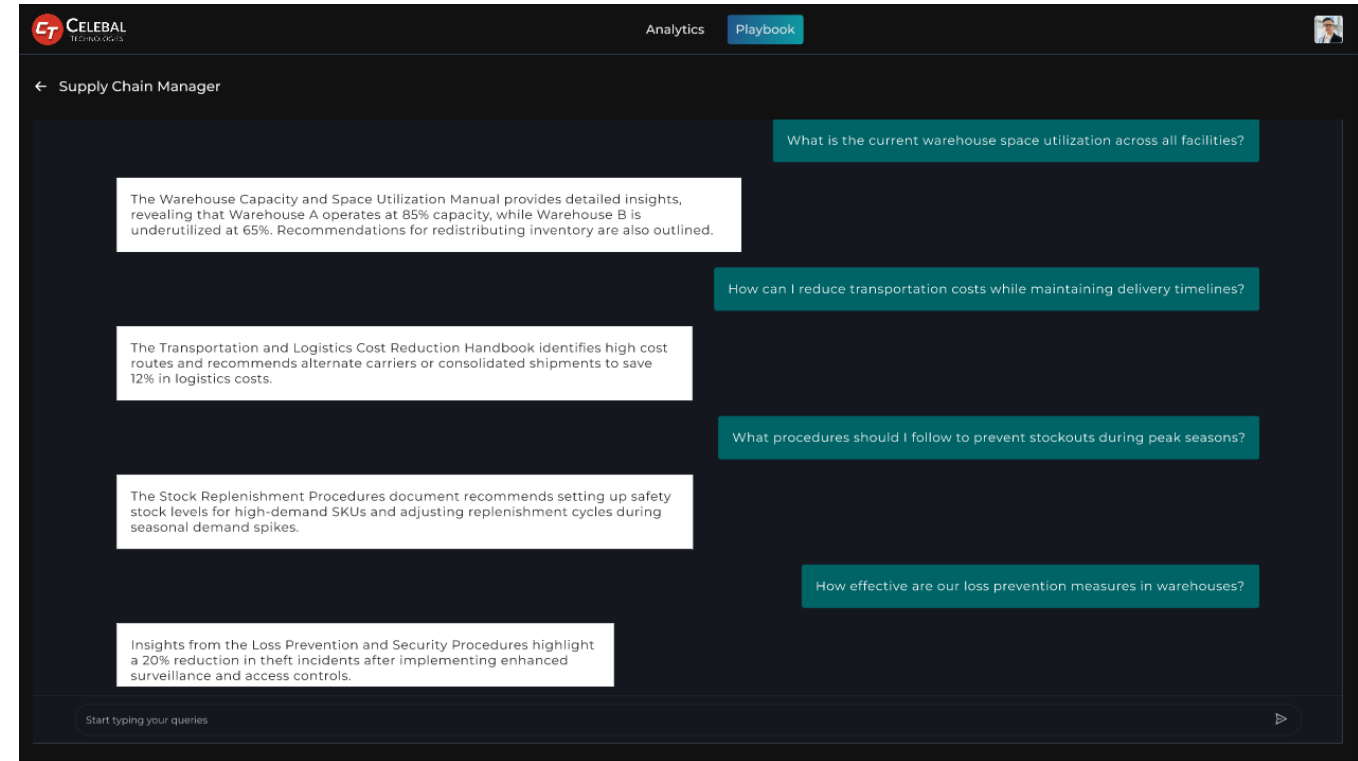 CT CELEBAL
TECHNOLOGIES
Analytics
Playbook
Supply Chain Manager
What is the current warehouse space utilization across all facilities?
The Warehouse Capacity and Space Utilization Manual provides detailed insights,
revealing that Warehouse A operates at 85% capacity, while Warehouse B is
underutilized at 65%. Recommendations for redistributing inventory are also outlined.
How can I reduce transportation costs while maintaining delivery timelines?
The Transportation and Logistics Cost Reduction Handbook identifies high cost
routes and recommends alternate carriers or consolidated shipments to save
12% in logistics costs.
What procedures should I follow to prevent stockouts during peak seasons?
The Stock Replenishment Procedures document recommends setting up safety
stock levels for high-demand SKUs and adjusting replenishment cycles during
seasonal demand spikes.
How effective are our loss prevention measures in warehouses?
Insights from the Loss Prevention and Security Procedures highlight
a 20% reduction in theft incidents after implementing enhanced
surveillance and access controls.
Start typing your queries